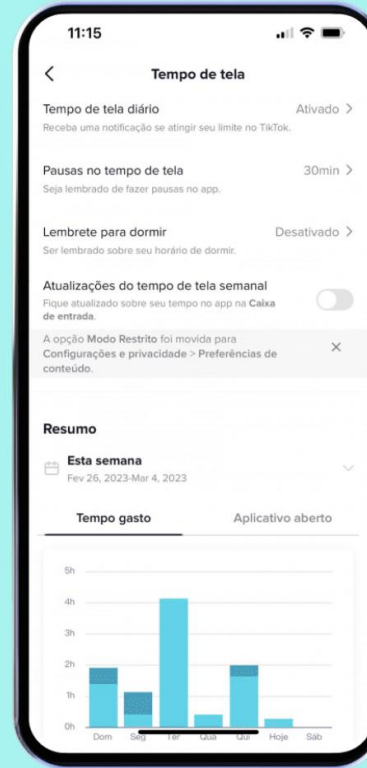 11:15
Tempo de tela
Tempo de tela diário Ativado
Receba uma notificação se atingir seu limite no TikTok.
Pausas no tempo de tela 30min
Seja lembrado de fazer pausas no app.
Lembrete para dormir Desativado
Ser lembrado sobre seu horário de dormir.
Atualizações do tempo de tela semanal
Fique atualizado sobre seu tempo no app na Caixa
de entrada.
A opção Modo Restrito foi movida para
Configurações e privacidade > Preferências de
conteúdo.
Resumo
Esta semana
Fev 26, 2023-Mar 4, 2023
Tempo gasto Aplicativo aberto
5h
4h
3h
2h
1h
0h
Dom Seg Ter Qua Qui Hoje Sáb